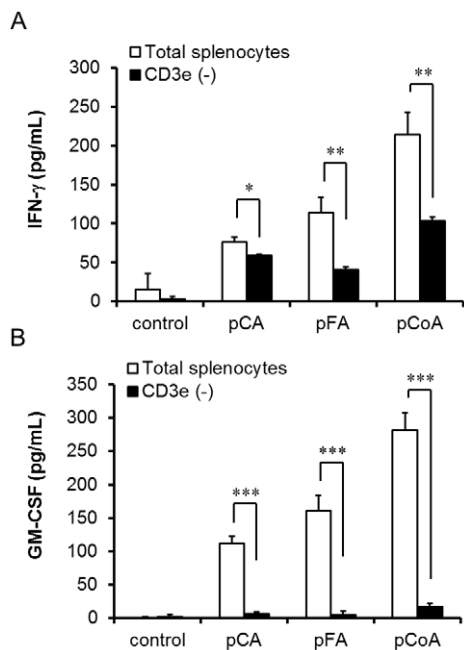 A
Total splenocytes
CD3e (-)
300
250
200
150
100
50
0
IFN-γ (pg/mL)
*
**
**
control pCA pFA pCoA
B
Total splenocytes
CD3e (-)
350
300
250
200
150
100
50
0
GM-CSF (pg/mL)
***
***
***
control pCA pFA pCoA